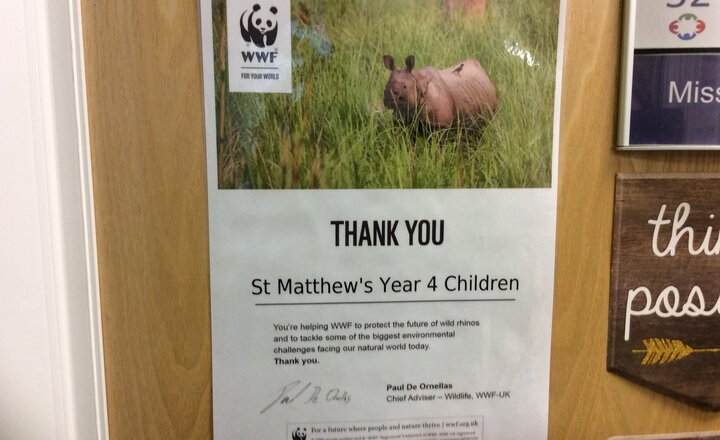 WWF
FOR YOUR WORLD
Miss
THANK YOU
St Matthew's Year 4 Children
You're helping WWF to protect the future of wild rhinos
and to tackle some of the biggest environmental
challenges facing our natural world today.
Thank you.
Paul De Ornellas
Chief Adviser – Wildlife, WWF-UK
For a future where people and nature thrive | wwf.org.uk
thin
posi